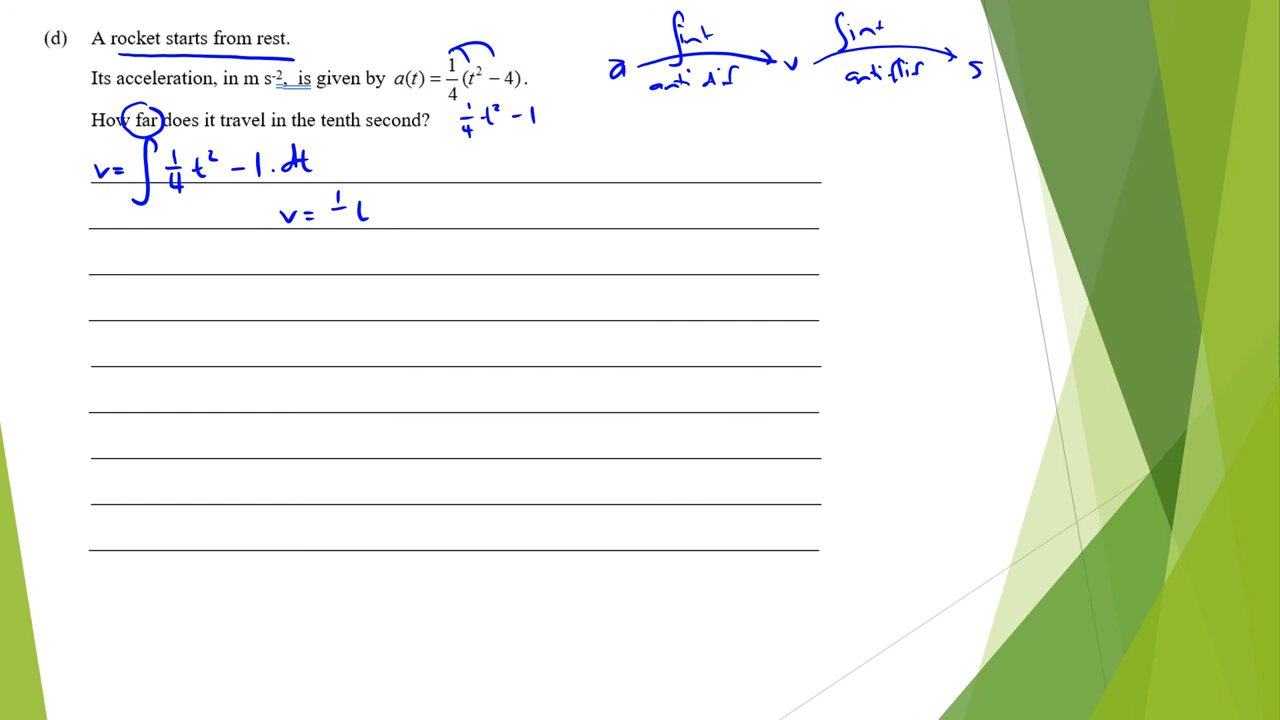 (d) A rocket starts from rest.
Its acceleration, in m s⁻², is given by a(t) = 1/4 (t² − 4).
How far does it travel in the tenth second?
1/4 t² − 1
a ∫int v ∫int s
anti dif anti dif
v = ∫ 1/4 t² − 1 . dt
v =